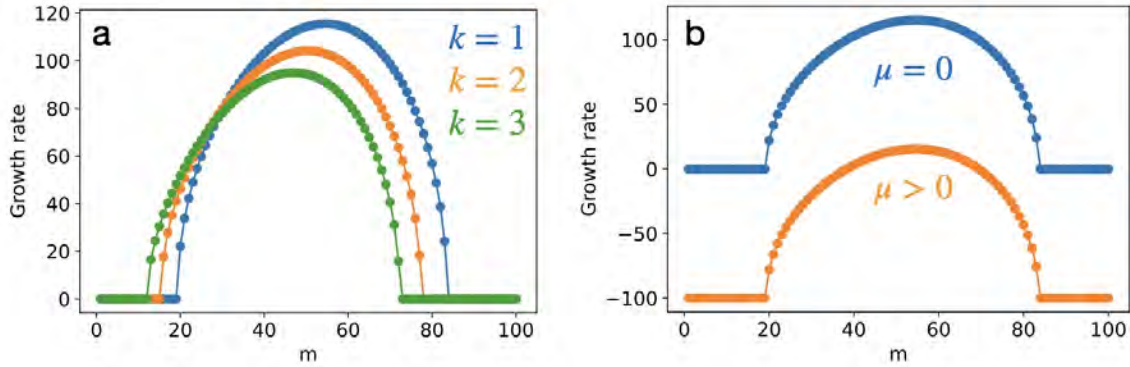 a
k = 1
k = 2
k = 3
Growth rate
120
100
80
60
40
20
0
0 20 40 60 80 100
m
b
μ = 0
μ > 0
Growth rate
100
50
0
−50
−100
0 20 40 60 80 100
m